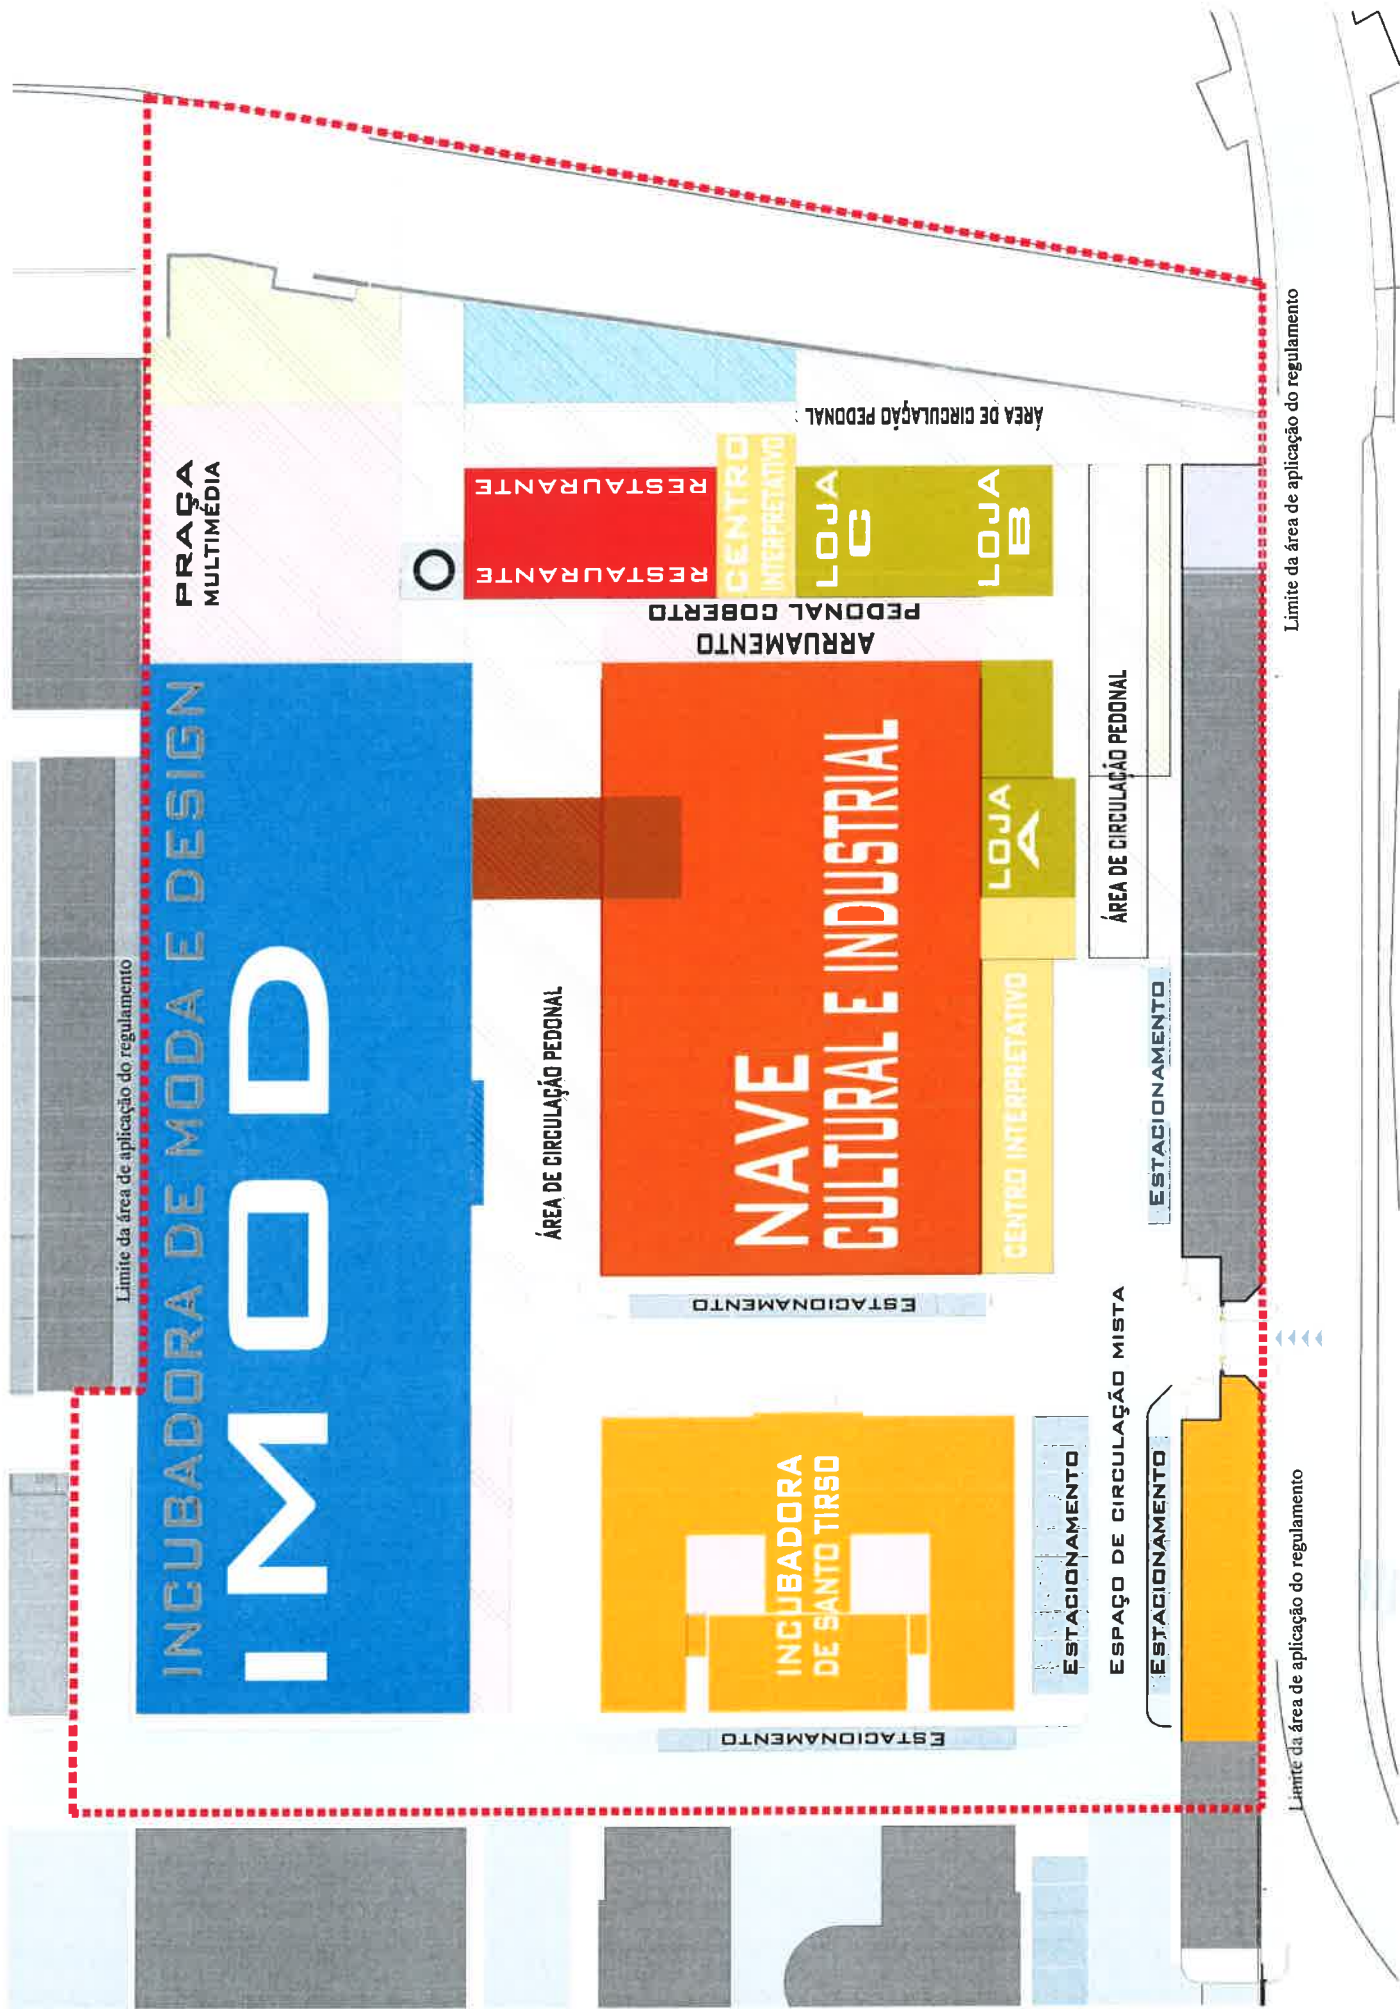 Limite da área de aplicação do regulamento
INCUBADORA DE MODA E DESIGN
IMOD
PRAÇA
MULTIMÉDIA
ÁREA DE CIRCULAÇÃO PEDONAL
RESTAURANTE
RESTAURANTE
CENTRO
INTERPRETATIVO
LOJA
C
LOJA
B
ÁREA DE CIRCULAÇÃO PEDONAL
ARRUAMENTO
PEDONAL COBERTO
NAVE
CULTURAL E INDUSTRIAL
LOJA
A
CENTRO INTERPRETATIVO
ÁREA DE CIRCULAÇÃO PEDONAL
ESTACIONAMENTO
ESTACIONAMENTO
INCUBADORA
DE SANTO TIRSO
ESTACIONAMENTO
ESTACIONAMENTO
ESPAÇO DE CIRCULAÇÃO MISTA
ESTACIONAMENTO
Limite da área de aplicação do regulamento
Limite da área de aplicação do regulamento